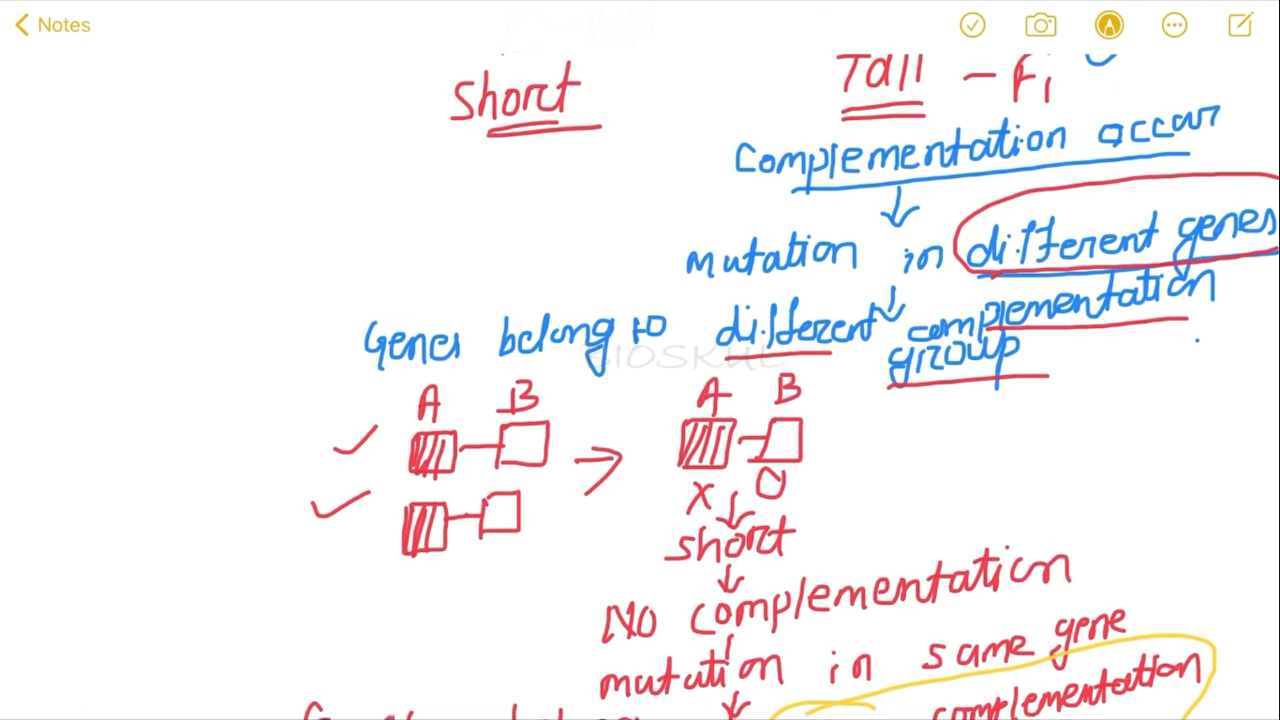 Notes
Short
Tall - F1
Complementation occur
Mutation in different genes
Genes belong to different complementation
group
BIOSKUL
A B
A B
X O
short
NO complementation
mutation in same gene
complementation